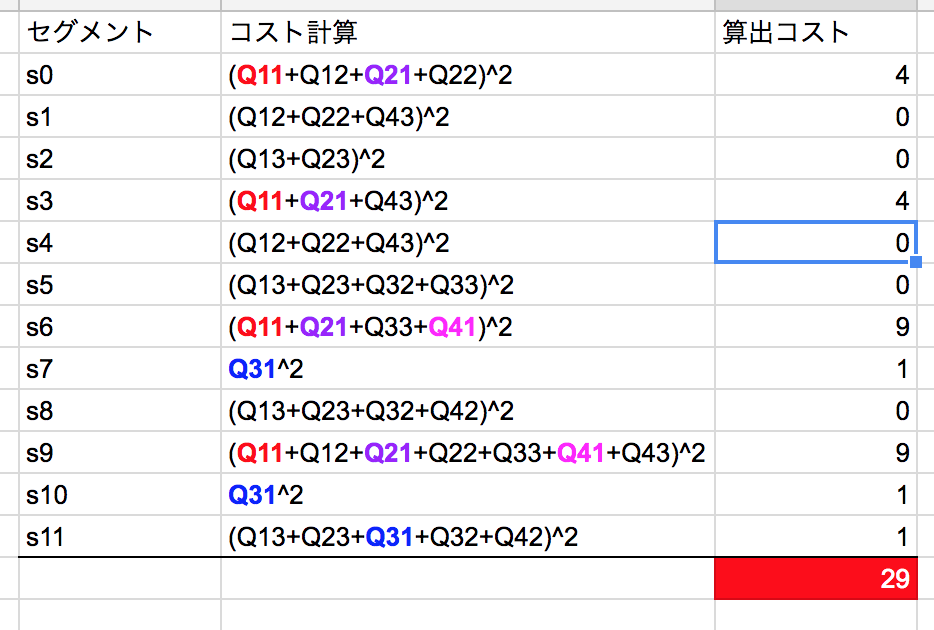 セグメント コスト計算 算出コスト
s0 (Q11+Q12+Q21+Q22)^2 4
s1 (Q12+Q22+Q43)^2 0
s2 (Q13+Q23)^2 0
s3 (Q11+Q21+Q43)^2 4
s4 (Q12+Q22+Q43)^2 0
s5 (Q13+Q23+Q32+Q33)^2 0
s6 (Q11+Q21+Q33+Q41)^2 9
s7 Q31^2 1
s8 (Q13+Q23+Q32+Q42)^2 0
s9 (Q11+Q12+Q21+Q22+Q33+Q41+Q43)^2 9
s10 Q31^2 1
s11 (Q13+Q23+Q31+Q32+Q42)^2 1
29